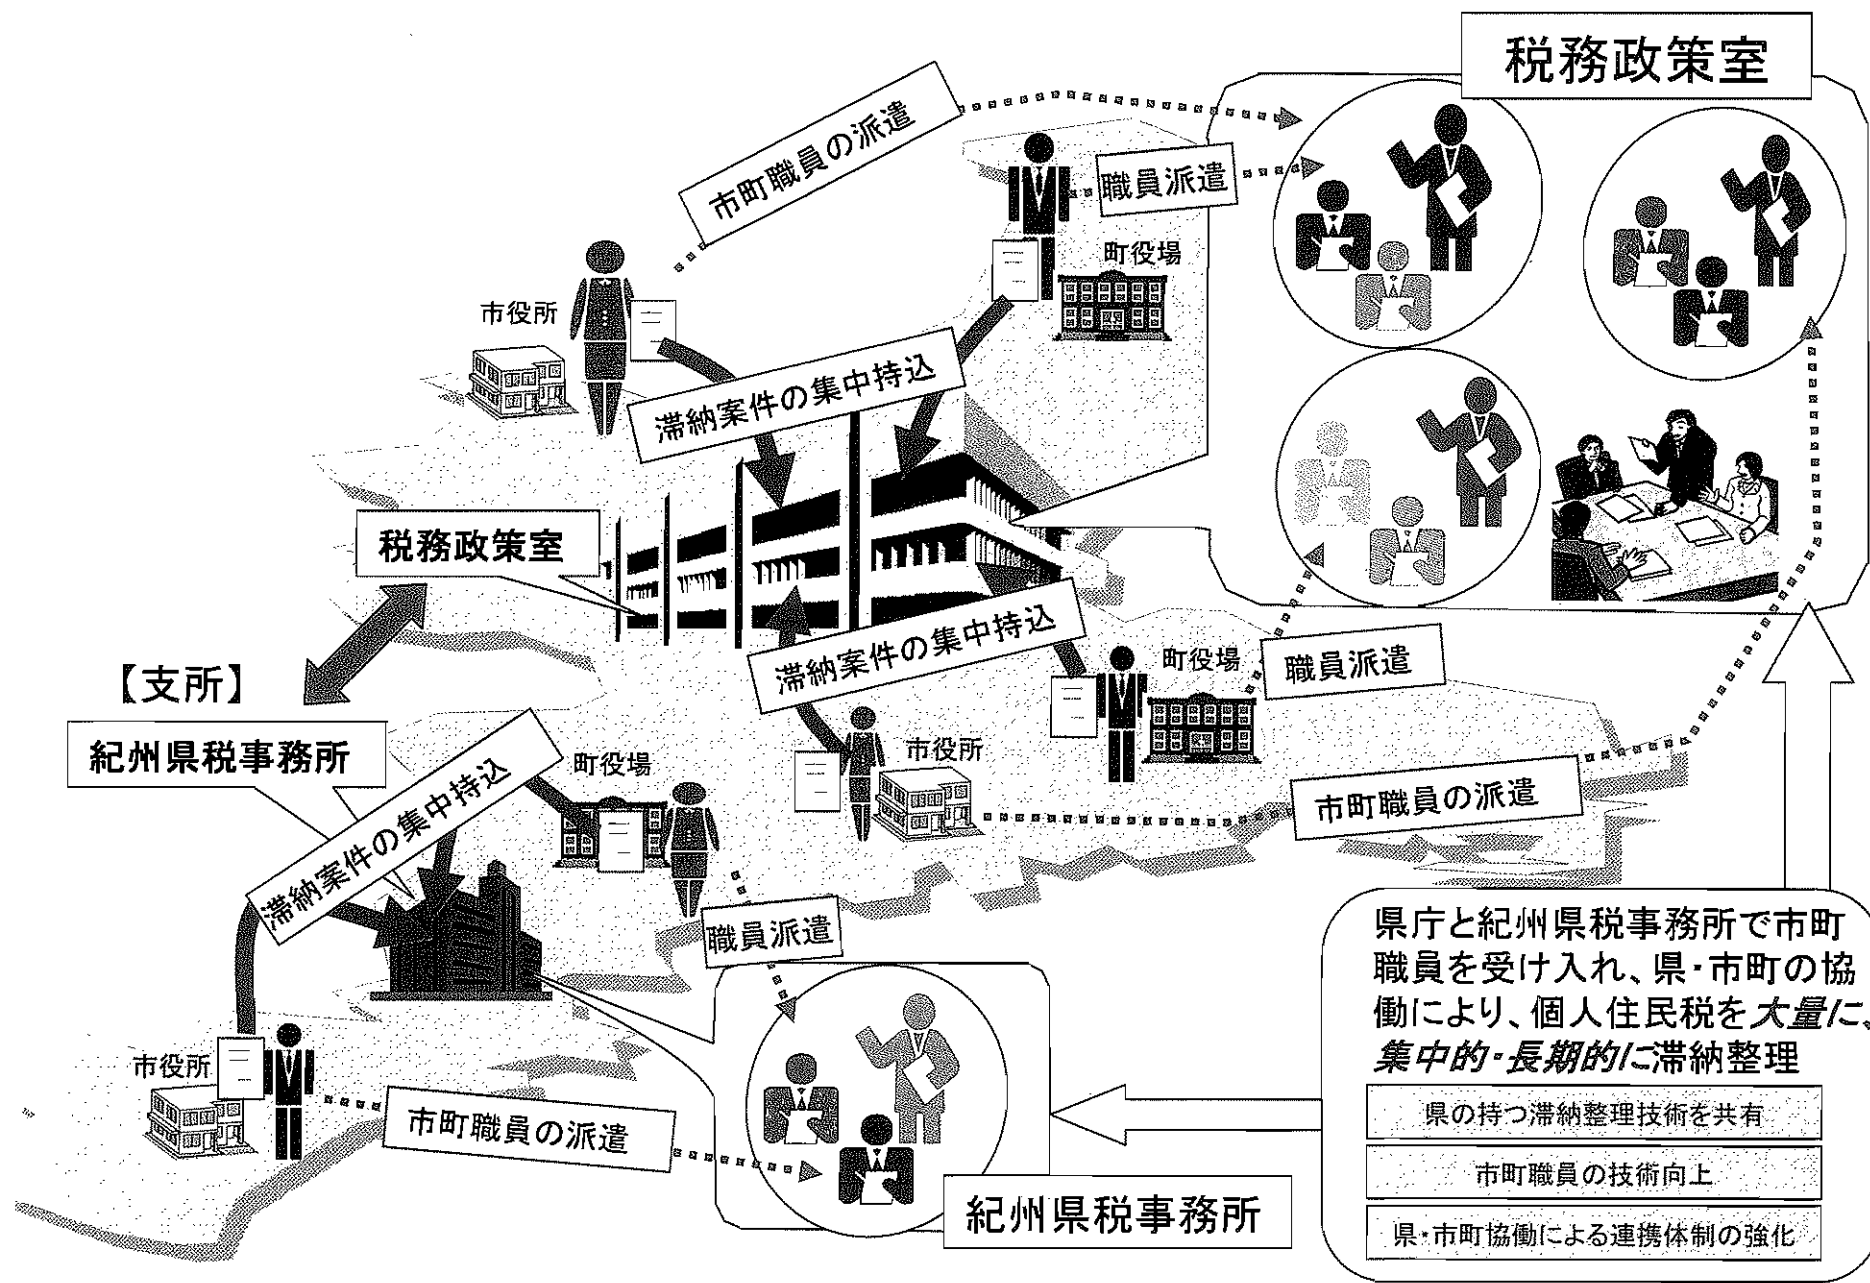 税務政策室
市町職員の派遣
職員派遣
町役場
市役所
滞納案件の集中持込
税務政策室
滞納案件の集中持込
【支所】
紀州県税事務所
町役場
職員派遣
市役所
町役場
滞納案件の集中持込
市町職員の派遣
職員派遣
市役所
市町職員の派遣
紀州県税事務所
県庁と紀州県税事務所で市町
職員を受け入れ、県・市町の協
働により、個人住民税を大量に、
集中的・長期的に滞納整理
県の持つ滞納整理技術を共有
市町職員の技術向上
県・市町協働による連携体制の強化